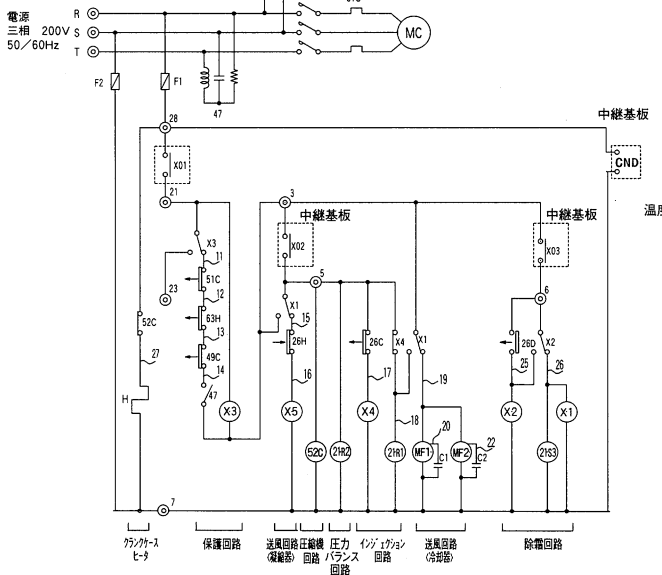 電源
三相 200V
50/60Hz
R
S
T
MC
F2
F1
47
28
中継基板
CND
X01
21
3
中継基板
中継基板
温
X3
X02
X03
11
51C
5
23
12
6
63H
X1
15
13
52C
26H
26C
X4
X1
26D
X2
49C
27
14
16
17
19
25
26
47
H
X3
X5
X4
18
20
22
X2
X1
52C
21R2
21R1
MF1
C1
MF2
C2
21S3
7
クランクケース
ヒータ
保護回路
送風回路
(凝縮器)
圧縮機
回路
圧力
バランス
回路
インジェクション
回路
送風回路
(冷却器)
除霜回路